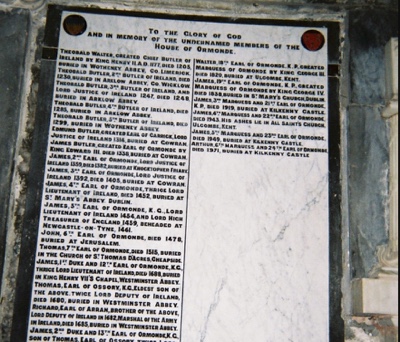 To the Glory of God
and in memory of the undernamed members of the
House of Ormonde.
Theobald Walter, created Chief Butler of
Ireland by King Henry II. A.D. 1177, died 1205,
buried in Wotheney Abbey, Co. Limerick.
Theobald Butler, 2nd Butler of Ireland, died
1230, buried in Arklow Abbey, Co. Wicklow.
Theobald Butler, 3rd Butler of Ireland, and
Lord Justice of Ireland 1247, died 1248,
buried in Arklow Abbey
Theobald Butler 4th Butler of Ireland, died
buried in Arklow Abbey.
Theobald Butler, 5th Butler of Ireland, died
1299, buried in Wotheney Abbey
Edmund Butler, created Earl of Carrick, Lord
Justice of Ireland buried at Gowran.
James Butler, created Earl of Ormonde by
King Edward III. died 1338, buried at Gowran.
James, 2nd Earl of Ormonde, Lord Justice of
Ireland 1359, died 1382, buried at Knocktopher Friary
James, 3rd Earl of Ormonde, Lord Justice of
Ireland 1392, died 1405, buried at Gowran.
James, 4th Earl of Ormonde, thrice Lord
Lieutenant of Ireland, died 1452, buried at
St. Mary's Abbey, Dublin.
James, 5th Earl of Ormonde, K.G., Lord
Lieutenant of Ireland 1454, and Lord High
Treasurer of England 1459, beheaded at
Newcastle-on-Tyne, 1461.
John, 6th Earl of Ormonde, died 1478,
buried at Jerusalem.
Thomas, 7th Earl of Ormonde, died 1515, buried
in the Church of St. Thomas D'Acres, Cheapside.
James, 1st Duke and 12th Earl of Ormonde, K.G.,
thrice Lord Lieutenant of Ireland, died 1688, buried
in King Henry VII's Chapel, Westminster Abbey.
Thomas, Earl of Ossory, K.G., eldest son of
the above, twice Lord Deputy of Ireland,
died 1680, buried in Westminster Abbey.
Richard, Earl of Arran, brother of the above,
Lord Deputy of Ireland in 1682, Marshal of the Army
in Ireland, died 1685, buried in Westminster Abbey.
James, 2nd Duke and 13th Earl of Ormonde, K.G.,
son of Thomas, Earl of Ossory, twice Lord
Walter, 18th Earl of Ormonde, K.P., created
Marquess of Ormonde by King George III.
died 1820, buried at
James, 19th Earl of Ormonde, K.P., created
Marquess of Ormonde by King George IV
died 1838, buried in St. Mary's Church, Dublin.
James, 3rd Marquess and 21st Earl of Ormonde,
K.P., died 1919, buried at Kilkenny Castle
James, 4th Marquess and 22nd Earl of Ormonde,
died 1943. His ashes lie in All Saints' Church,
Ulcombe, Kent.
James, 5th Marquess and 23rd Earl of Ormonde,
died 1949, buried at Kilkenny Castle.
Arthur, 6th Marquess and 24th Earl of Ormonde,
died 1971, buried at Kilkenny Castle